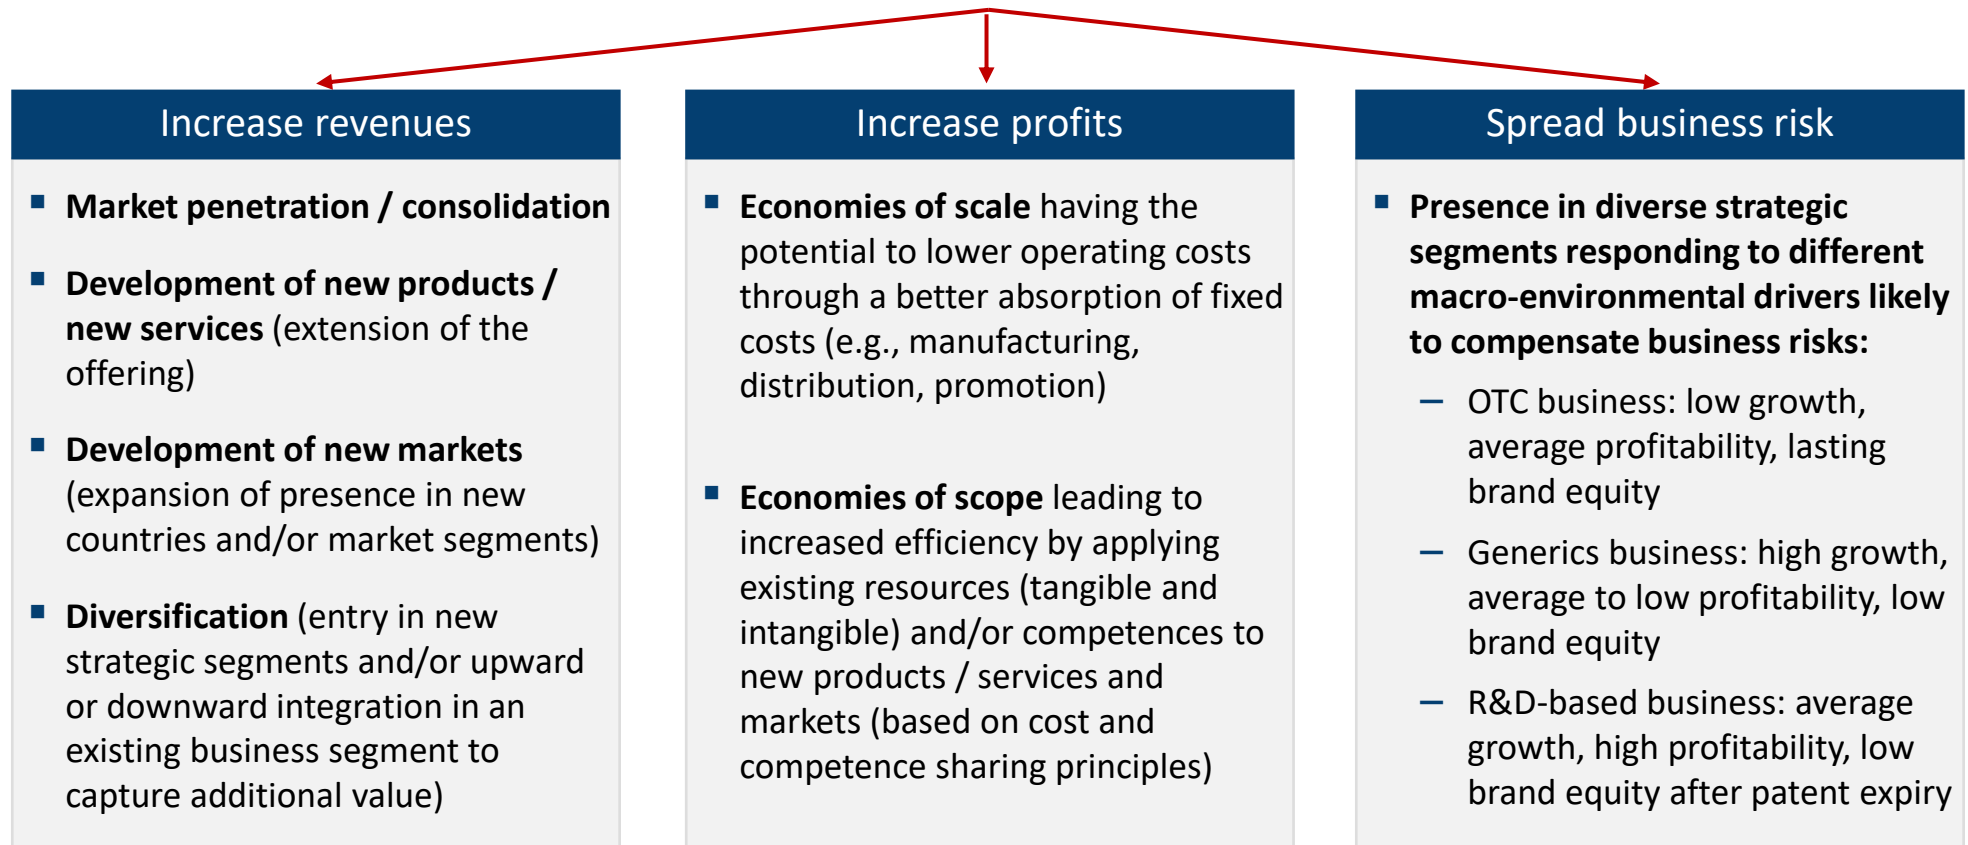 Increase revenues
▪ Market penetration / consolidation
▪ Development of new products /
new services (extension of the
offering)
▪ Development of new markets
(expansion of presence in new
countries and/or market segments)
▪ Diversification (entry in new
strategic segments and/or upward
or downward integration in an
existing business segment to
capture additional value)
Increase profits
▪ Economies of scale having the
potential to lower operating costs
through a better absorption of fixed
costs (e.g., manufacturing,
distribution, promotion)
▪ Economies of scope leading to
increased efficiency by applying
existing resources (tangible and
intangible) and/or competences to
new products / services and
markets (based on cost and
competence sharing principles)
Spread business risk
▪ Presence in diverse strategic
segments responding to different
macro-environmental drivers likely
to compensate business risks:
– OTC business: low growth,
average profitability, lasting
brand equity
– Generics business: high growth,
average to low profitability, low
brand equity
– R&D-based business: average
growth, high profitability, low
brand equity after patent expiry